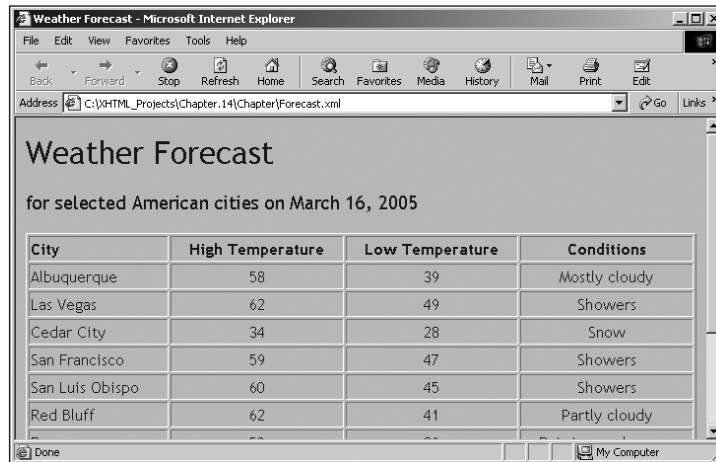 Weather Forecast - Microsoft Internet Explorer
File Edit View Favorites Tools Help
Back Forward Stop Refresh Home Search Favorites Media History Mail Print Edit
Address C:\XHTML_Projects\Chapter.14\Chapter\Forecast.xml Go Links
Weather Forecast
for selected American cities on March 16, 2005
City High Temperature Low Temperature Conditions
Albuquerque 58 39 Mostly cloudy
Las Vegas 62 49 Showers
Cedar City 34 28 Snow
San Francisco 59 47 Showers
San Luis Obispo 60 45 Showers
Red Bluff 62 41 Partly cloudy
Done My Computer